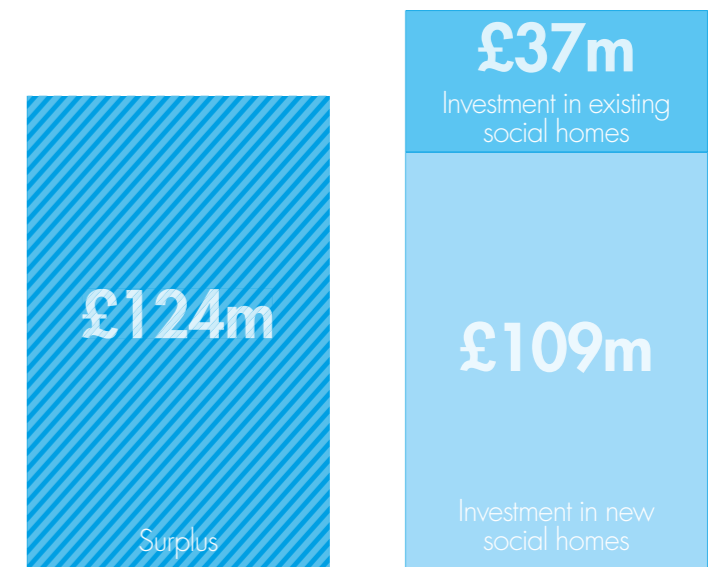 £124m
Surplus
£37m
Investment in existing
social homes
£109m
Investment in new
social homes